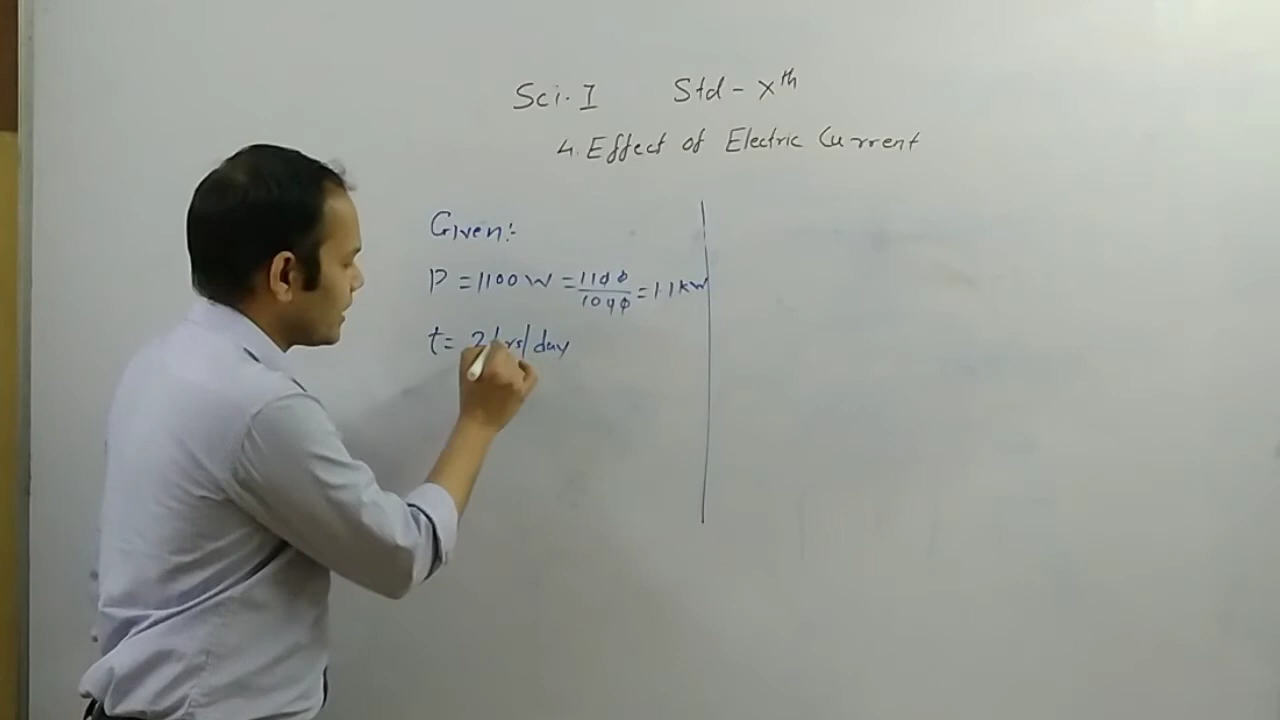 Sci. I Std - Xth
4. Effect of Electric Current
Given:-
P = 1100 W = 1100/1000 = 1.1 kW
t = 2 hrs/day